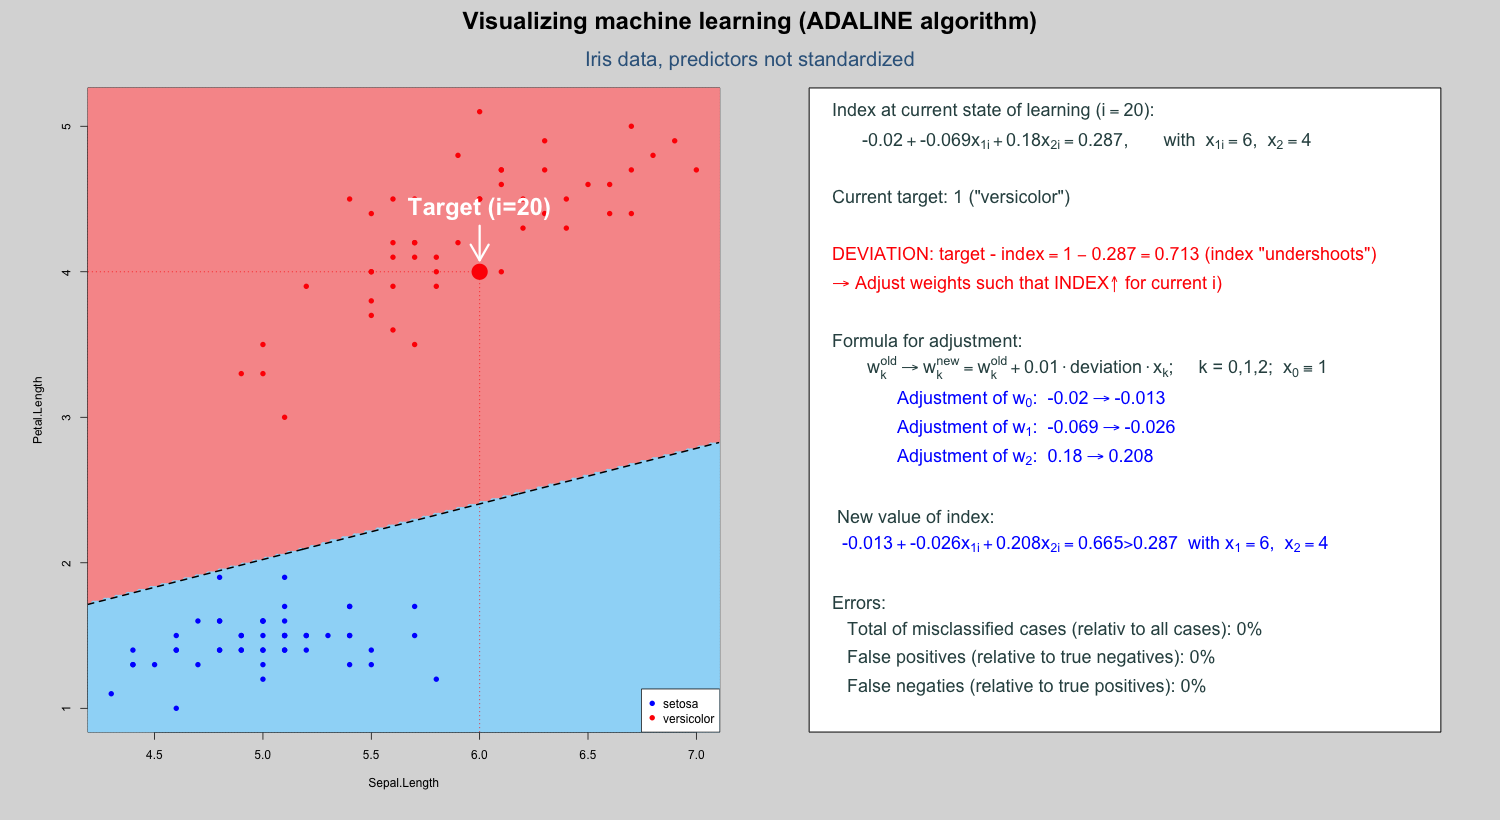 Visualizing machine learning (ADALINE algorithm)
Iris data, predictors not standardized
5
4
3
2
1
Petal.Length
Target (i=20)
setosa
versicolor
4.5 5.0 5.5 6.0 6.5 7.0
Sepal.Length
Index at current state of learning (i = 20):
-0.02 + -0.069x1i + 0.18x2i = 0.287, with x1i = 6, x2 = 4
Current target: 1 ("versicolor")
DEVIATION: target - index = 1 − 0.287 = 0.713 (index "undershoots")
→ Adjust weights such that INDEX↑ for current i)
Formula for adjustment:
wk^old → wk^new = wk^old + 0.01 · deviation · xk; k = 0,1,2; x0 ≡ 1
Adjustment of w0: -0.02 → -0.013
Adjustment of w1: -0.069 → -0.026
Adjustment of w2: 0.18 → 0.208
New value of index:
-0.013 + -0.026x1i + 0.208x2i = 0.665>0.287 with x1 = 6, x2 = 4
Errors:
Total of misclassified cases (relativ to all cases): 0%
False positives (relative to true negatives): 0%
False negaties (relative to true positives): 0%